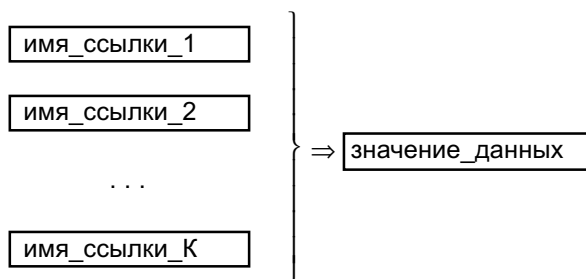 имя_ссылки_1
имя_ссылки_2
⇒ значение_данных
. . .
имя_ссылки_К